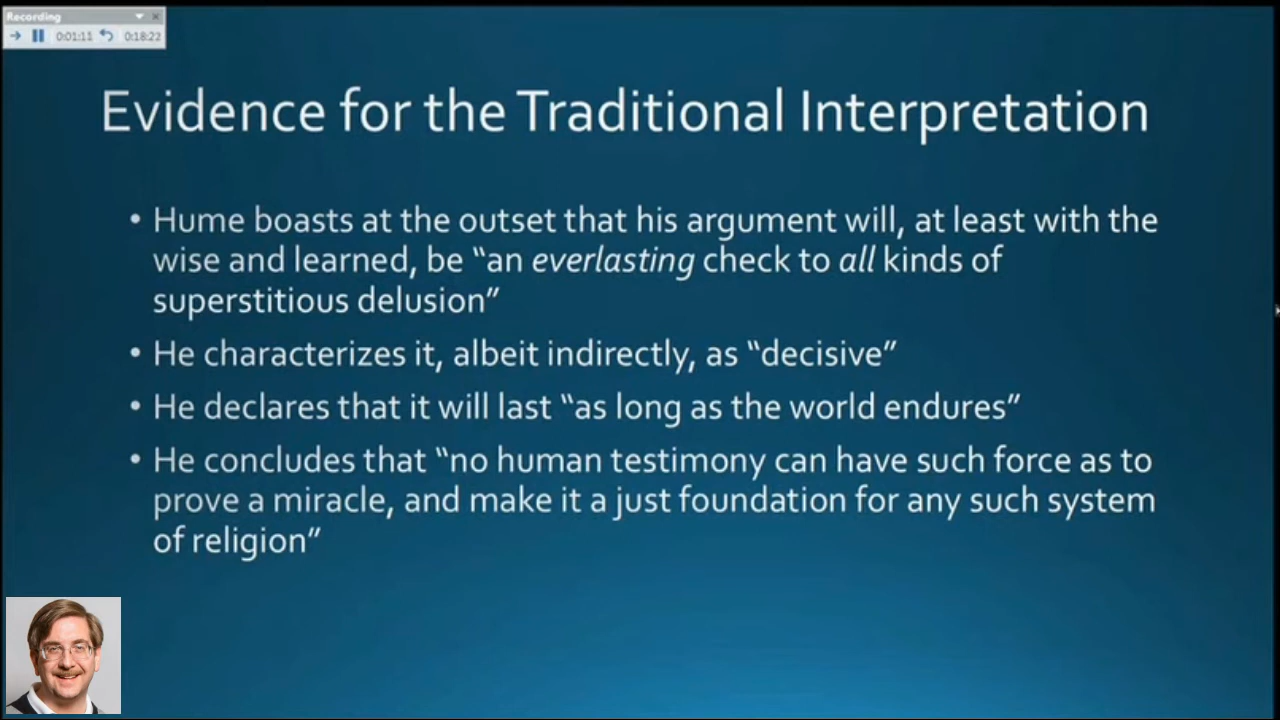 Recording
0:01:11 0:18:22
Evidence for the Traditional Interpretation
• Hume boasts at the outset that his argument will, at least with the
wise and learned, be “an everlasting check to all kinds of
superstitious delusion”
• He characterizes it, albeit indirectly, as “decisive”
• He declares that it will last “as long as the world endures”
• He concludes that “no human testimony can have such force as to
prove a miracle, and make it a just foundation for any such system
of religion”